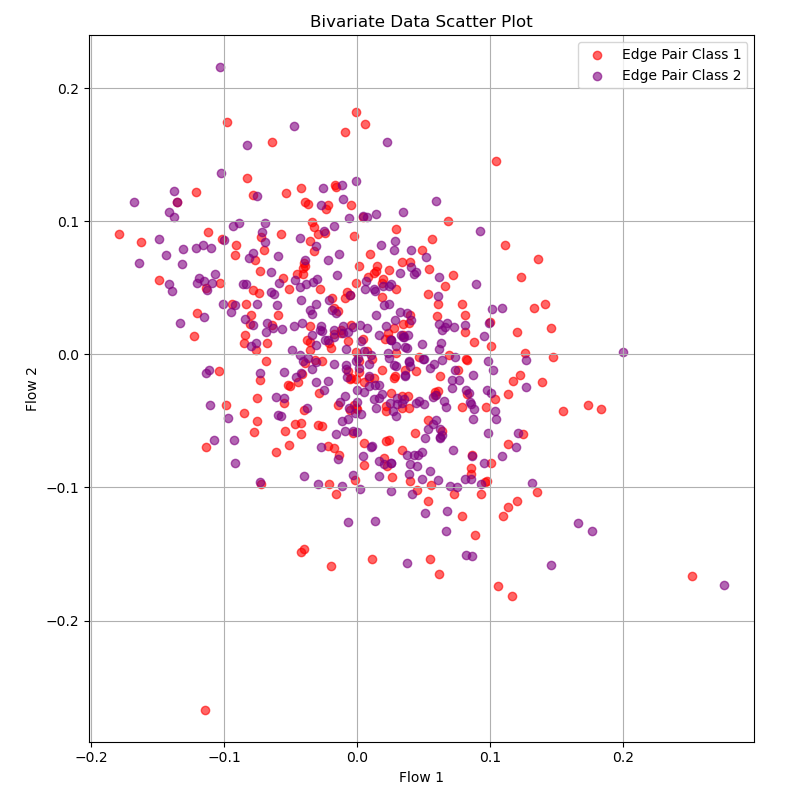 Bivariate Data Scatter Plot
Edge Pair Class 1
Edge Pair Class 2
0.2
0.1
0.0
−0.1
−0.2
Flow 2
−0.2
−0.1
0.0
0.1
0.2
Flow 1